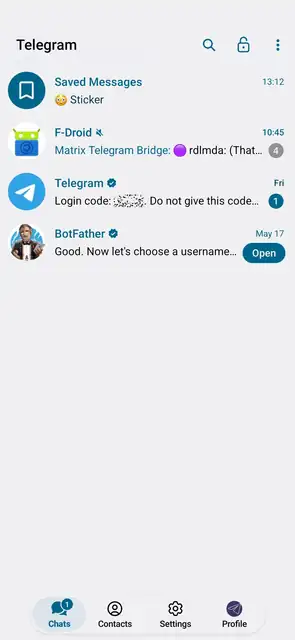 Telegram
Saved Messages 13:12
😳 Sticker
F-Droid 10:45
Matrix Telegram Bridge: 🟣 rdlmda: (That… 4
Telegram Fri
Login code: . Do not give this code… 1
BotFather May 17
Good. Now let's choose a username… Open
1
Chats Contacts Settings Profile